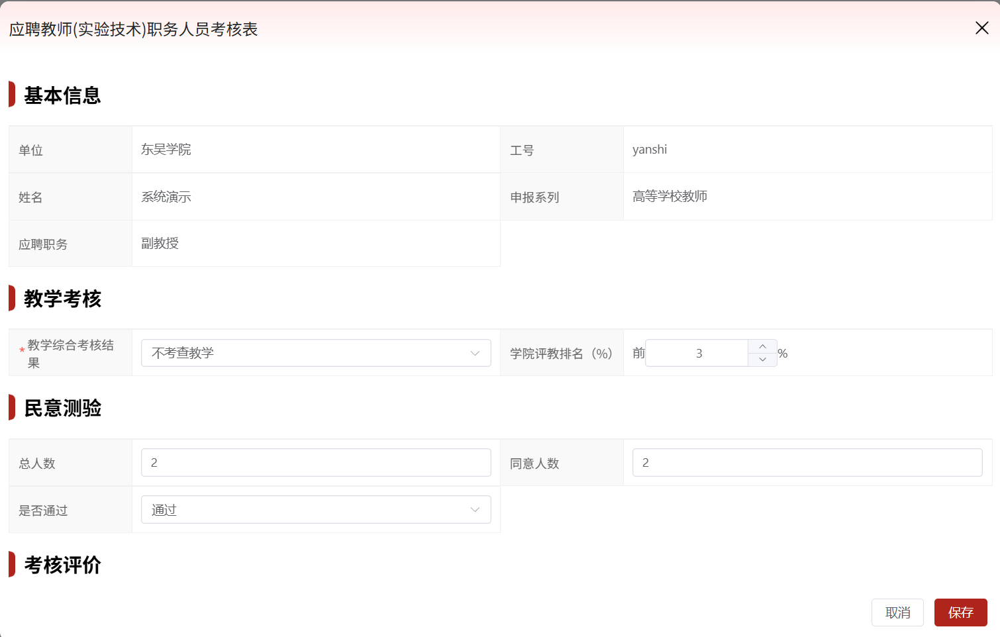 应聘教师(实验技术)职务人员考核表
基本信息
单位 东吴学院 工号 yanshi
姓名 系统演示 申报系列 高等学校教师
应聘职务 副教授
教学考核
* 教学综合考核结果 不考查教学 学院评教排名（%） 前 3 %
民意测验
总人数 2 同意人数 2
是否通过 通过
考核评价
取消 保存